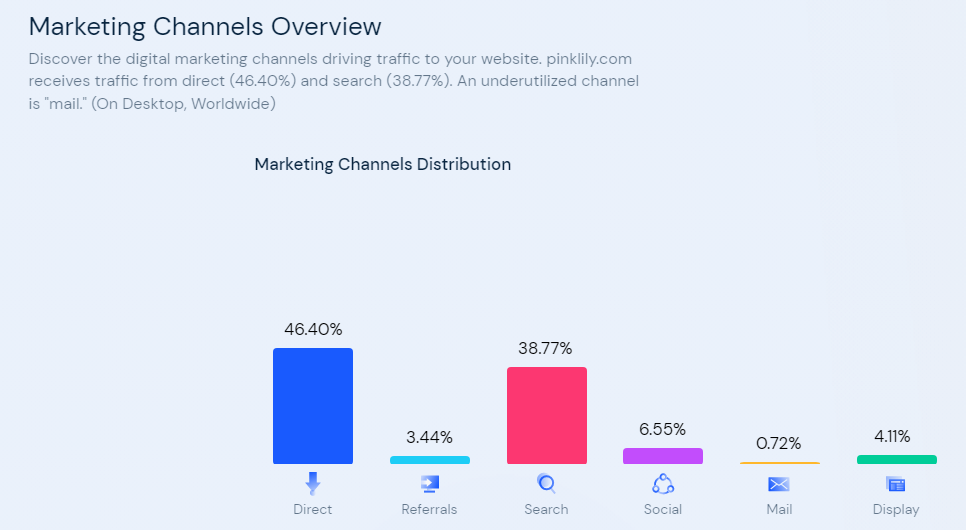 Marketing Channels Overview
Discover the digital marketing channels driving traffic to your website. pinklily.com
receives traffic from direct (46.40%) and search (38.77%). An underutilized channel
is "mail." (On Desktop, Worldwide)
Marketing Channels Distribution
46.40%
3.44%
38.77%
6.55%
0.72%
4.11%
Direct
Referrals
Search
Social
Mail
Display